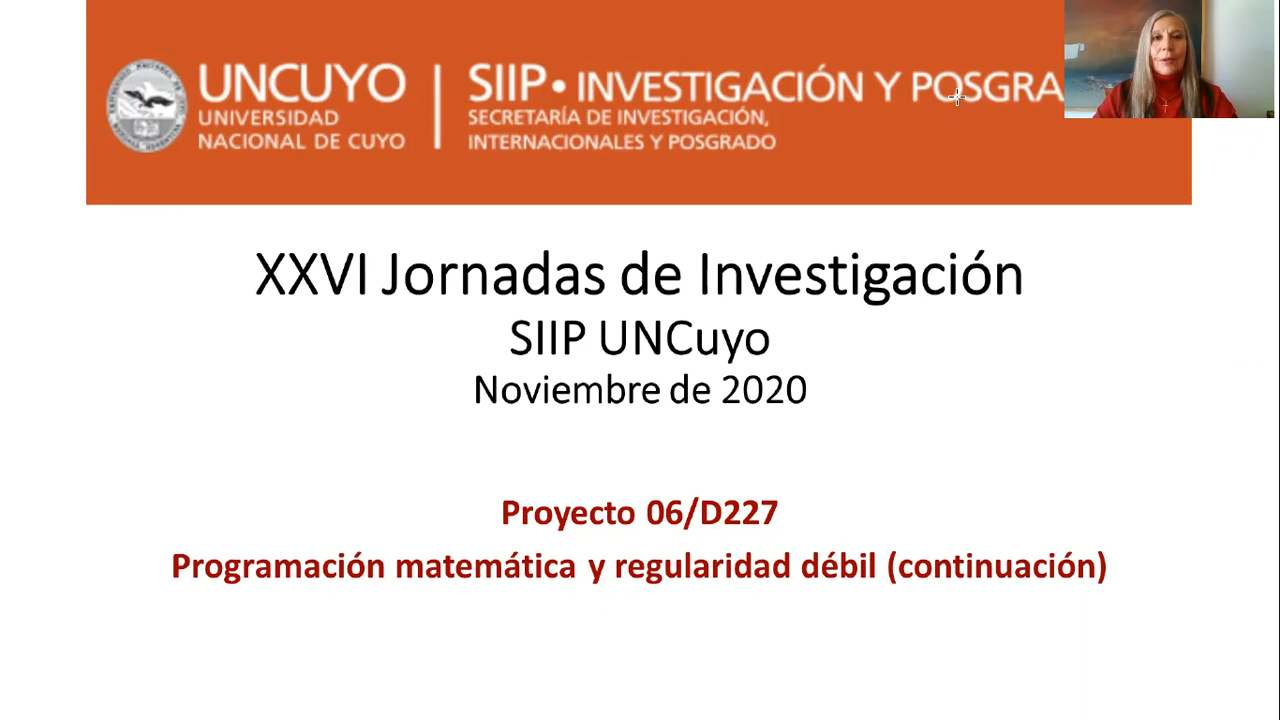 UNCUYO
UNIVERSIDAD
NACIONAL DE CUYO
SIIP• INVESTIGACIÓN Y POSGRA
SECRETARÍA DE INVESTIGACIÓN,
INTERNACIONALES Y POSGRADO
XXVI Jornadas de Investigación
SIIP UNCuyo
Noviembre de 2020
Proyecto 06/D227
Programación matemática y regularidad débil (continuación)